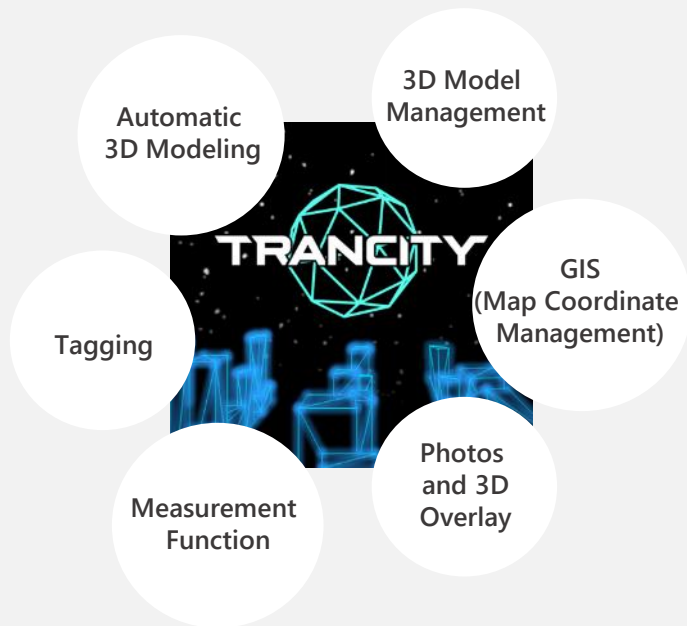 3D Model
Management
Automatic
3D Modeling
TRANCITY
GIS
(Map Coordinate
Management)
Tagging
Photos
and 3D
Overlay
Measurement
Function